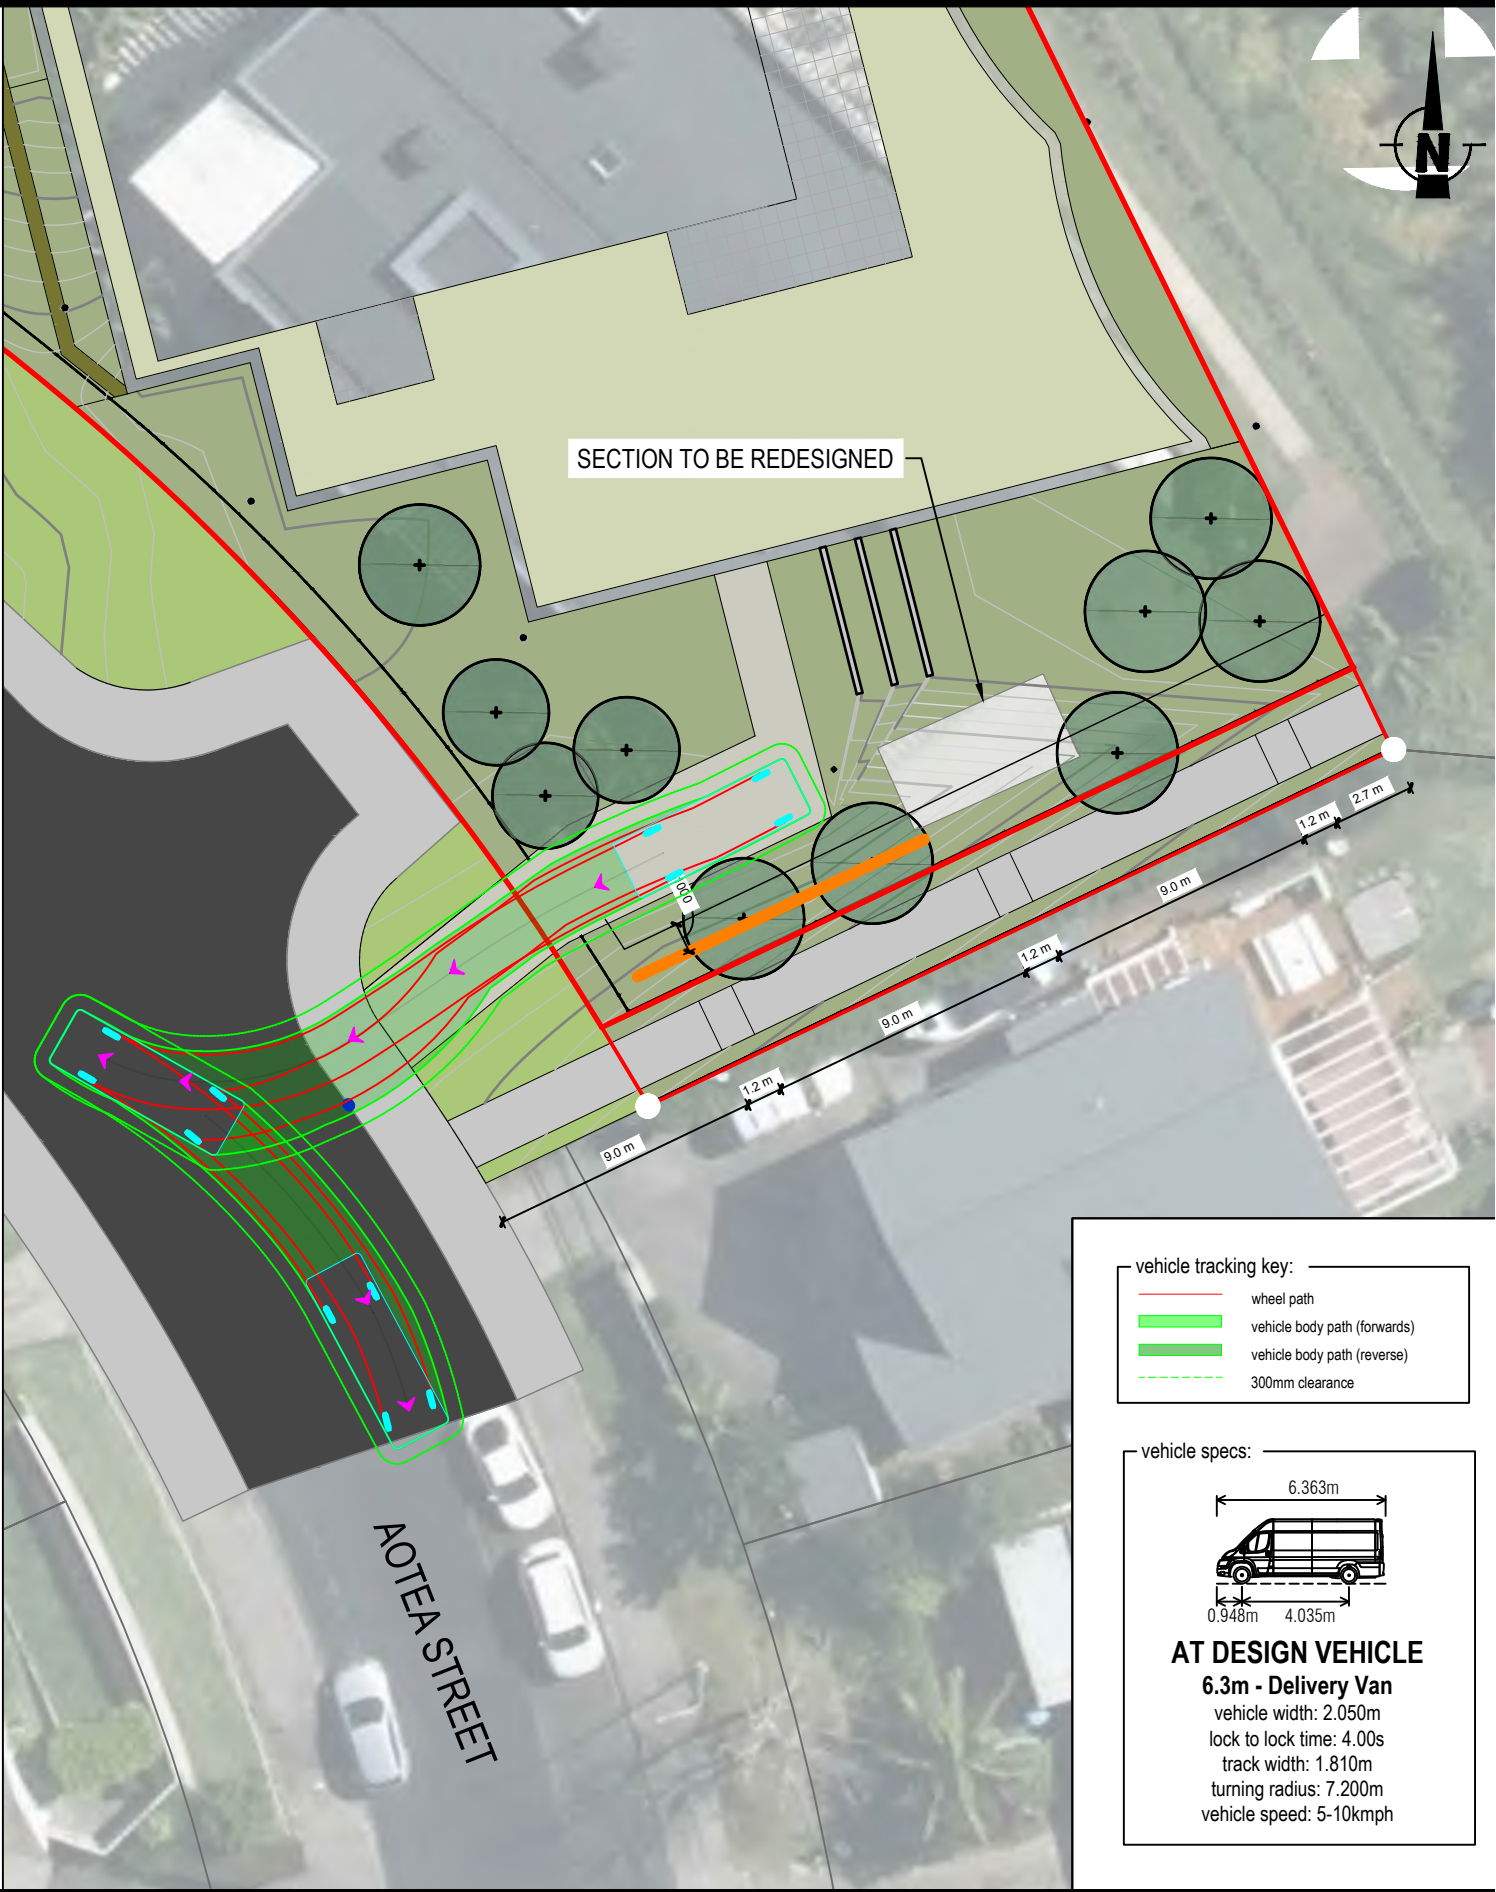 N
SECTION TO BE REDESIGNED
1000
2.7 m
1.2 m
9.0 m
1.2 m
9.0 m
1.2 m
9.0 m
AOTEA STREET
vehicle tracking key:
wheel path
vehicle body path (forwards)
vehicle body path (reverse)
300mm clearance
vehicle specs:
6.363m
0.948m 4.035m
AT DESIGN VEHICLE
6.3m - Delivery Van
vehicle width: 2.050m
lock to lock time: 4.00s
track width: 1.810m
turning radius: 7.200m
vehicle speed: 5-10kmph